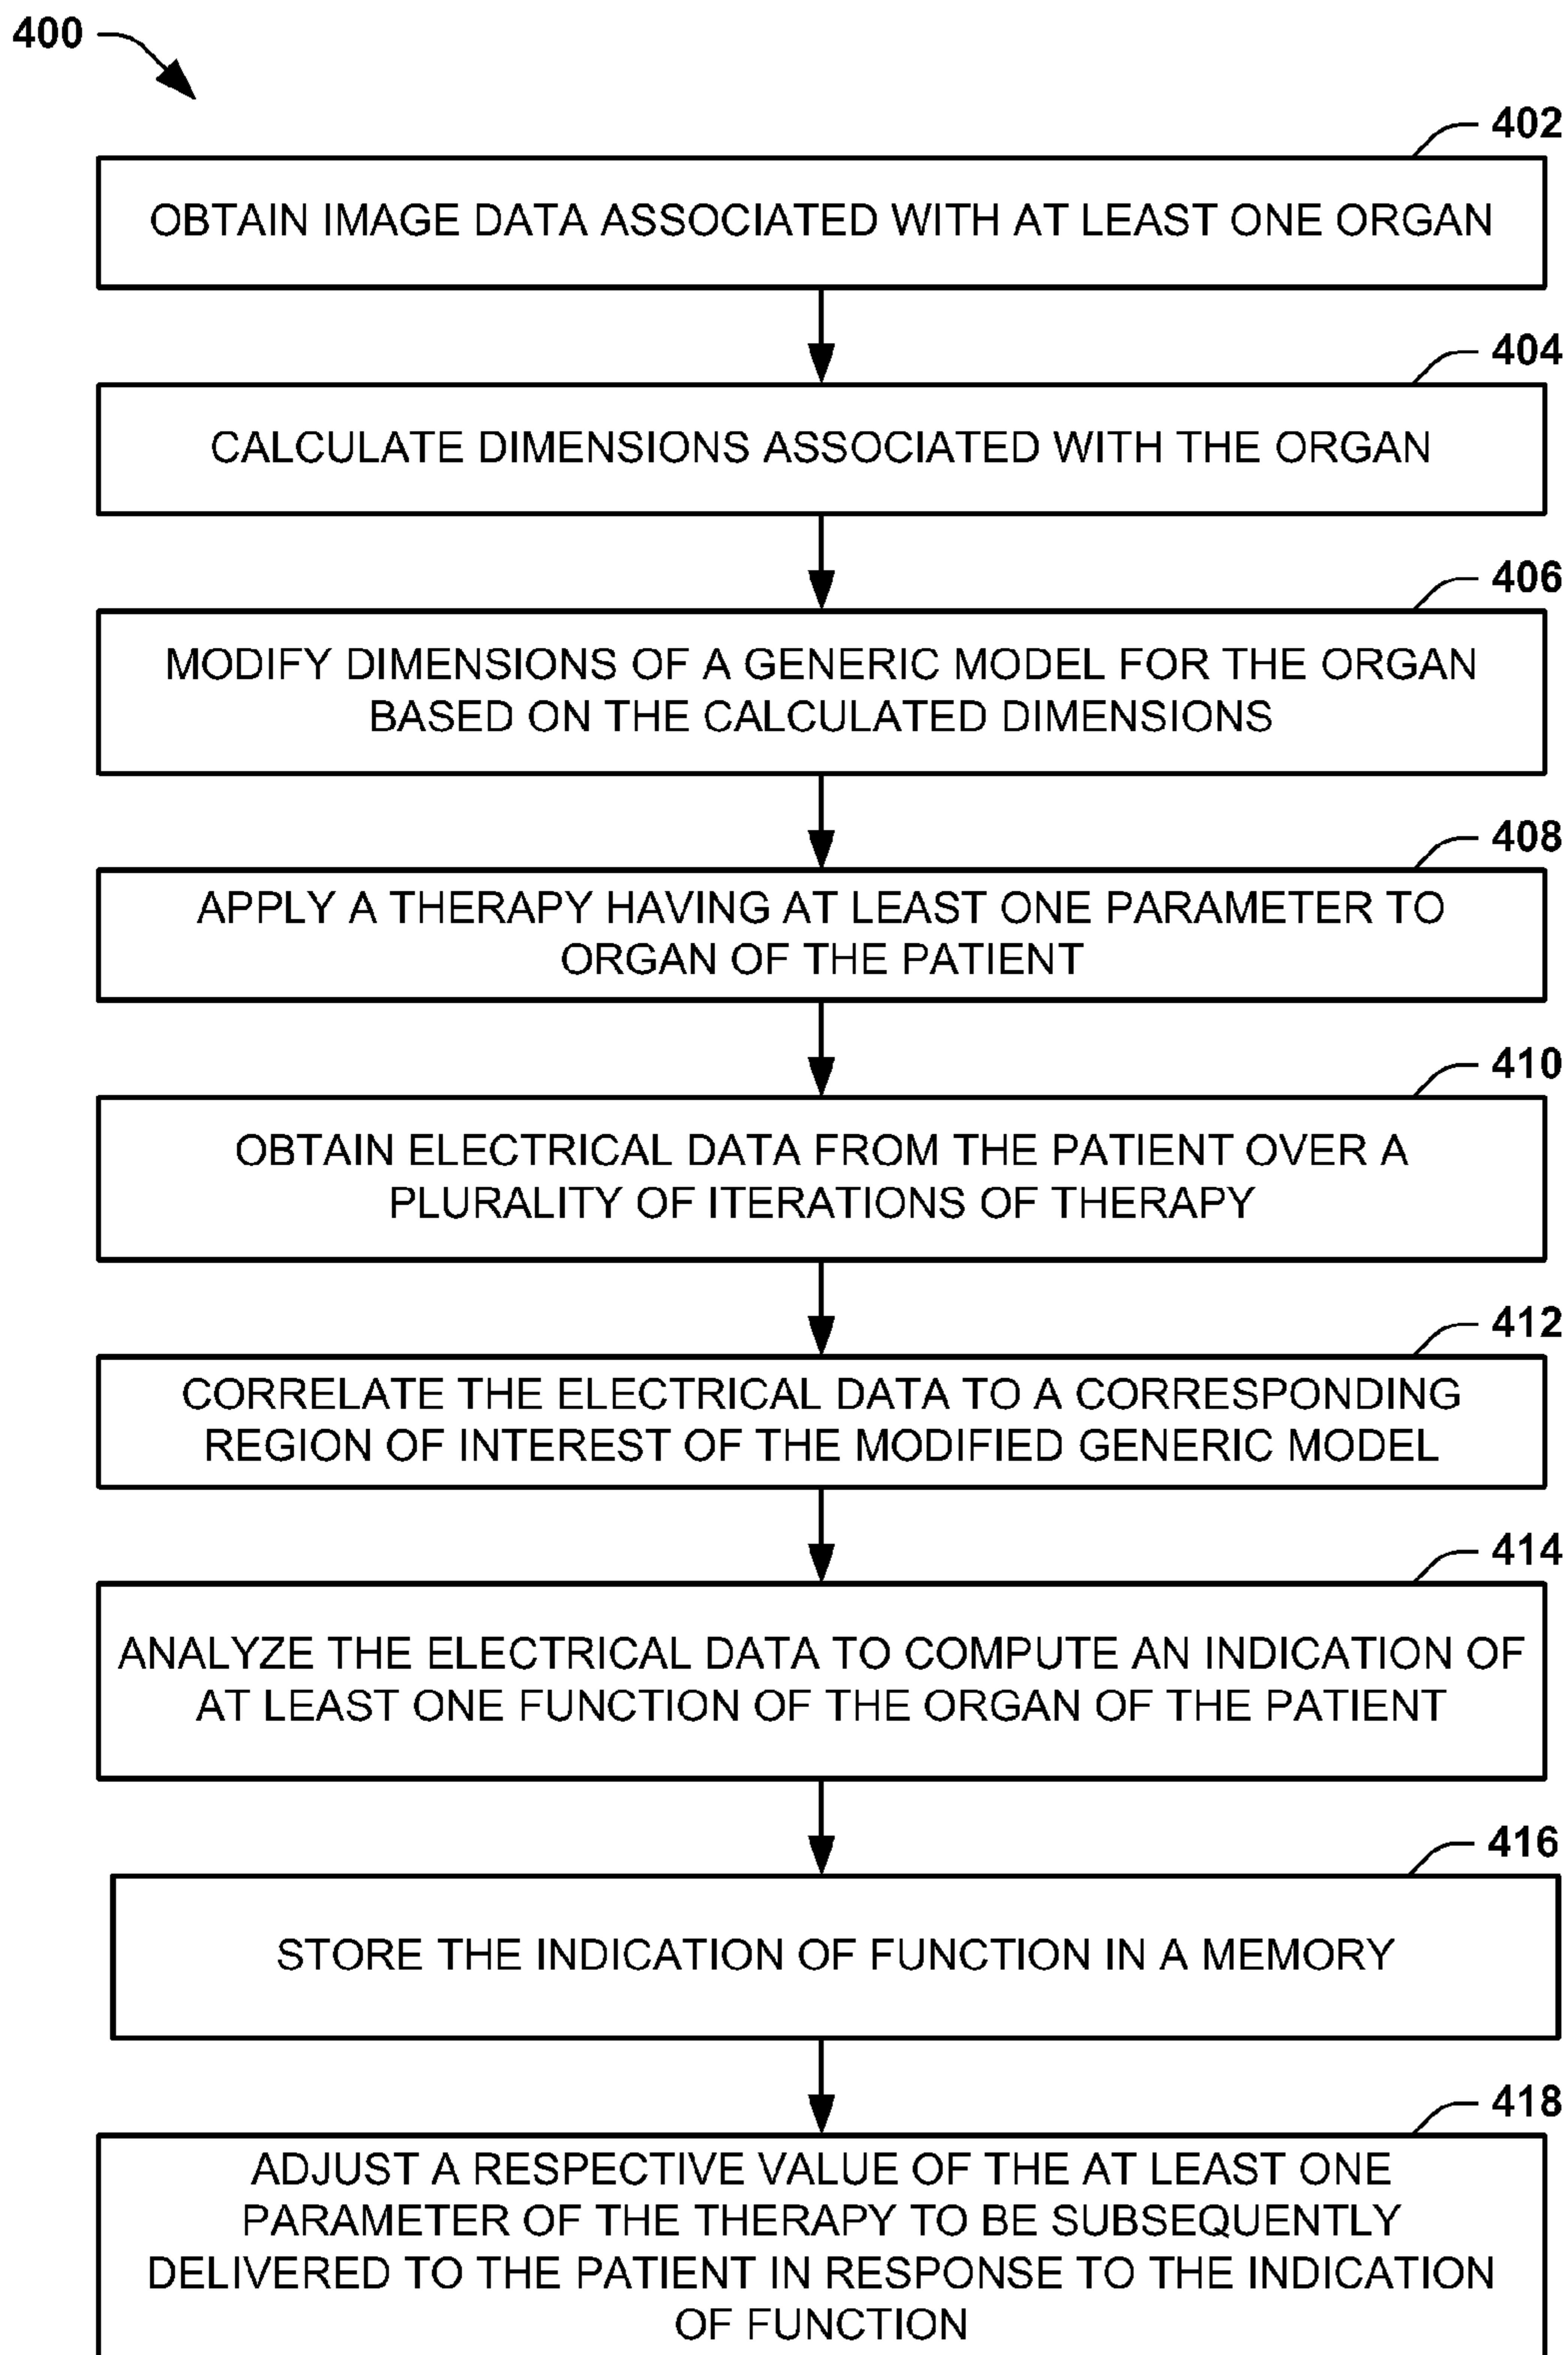 400
402
OBTAIN IMAGE DATA ASSOCIATED WITH AT LEAST ONE ORGAN
404
CALCULATE DIMENSIONS ASSOCIATED WITH THE ORGAN
406
MODIFY DIMENSIONS OF A GENERIC MODEL FOR THE ORGAN
BASED ON THE CALCULATED DIMENSIONS
408
APPLY A THERAPY HAVING AT LEAST ONE PARAMETER TO
ORGAN OF THE PATIENT
410
OBTAIN ELECTRICAL DATA FROM THE PATIENT OVER A
PLURALITY OF ITERATIONS OF THERAPY
412
CORRELATE THE ELECTRICAL DATA TO A CORRESPONDING
REGION OF INTEREST OF THE MODIFIED GENERIC MODEL
414
ANALYZE THE ELECTRICAL DATA TO COMPUTE AN INDICATION OF
AT LEAST ONE FUNCTION OF THE ORGAN OF THE PATIENT
416
STORE THE INDICATION OF FUNCTION IN A MEMORY
418
ADJUST A RESPECTIVE VALUE OF THE AT LEAST ONE
PARAMETER OF THE THERAPY TO BE SUBSEQUENTLY
DELIVERED TO THE PATIENT IN RESPONSE TO THE INDICATION
OF FUNCTION